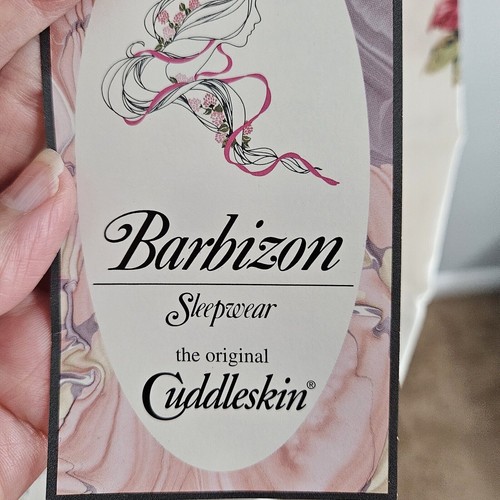 Barbizon
Sleepwear
the original
Cuddleskin®